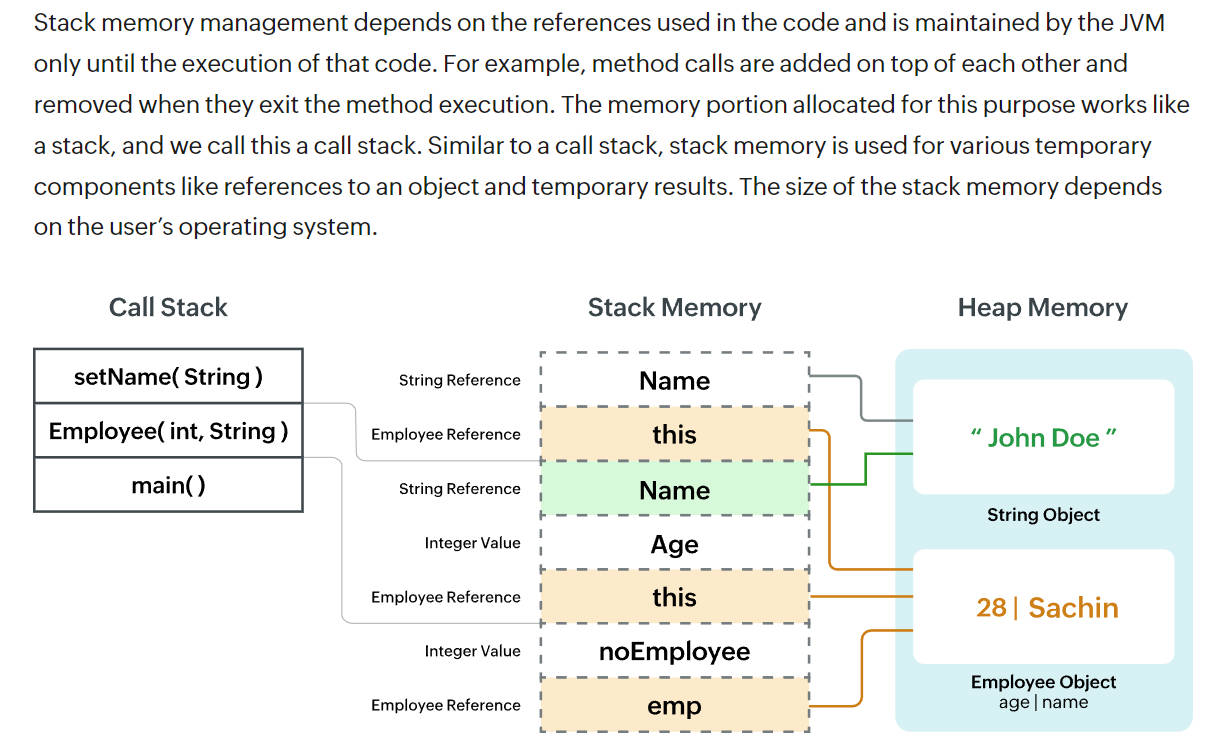 Stack memory management depends on the references used in the code and is maintained by the JVM
only until the execution of that code. For example, method calls are added on top of each other and
removed when they exit the method execution. The memory portion allocated for this purpose works like
a stack, and we call this a call stack. Similar to a call stack, stack memory is used for various temporary
components like references to an object and temporary results. The size of the stack memory depends
on the user’s operating system.
Call Stack
setName( String )
Employee( int, String )
main( )
Stack Memory
String Reference
Name
Employee Reference
this
String Reference
Name
Integer Value
Age
Employee Reference
this
Integer Value
noEmployee
Employee Reference
emp
Heap Memory
“ John Doe ”
String Object
28 | Sachin
Employee Object
age | name